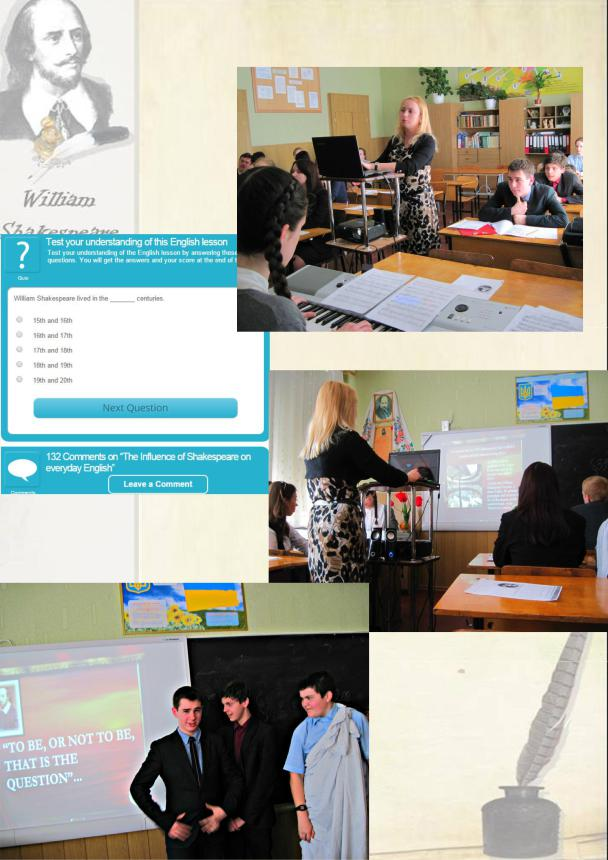 William
Shakespeare
Test your understanding of this English lesson
Test your understanding of the English lesson by answering these
questions. You will get the answers and your score at the end of
?
Quiz
William Shakespeare lived in the ______ centuries.
15th and 16th
16th and 17th
17th and 18th
18th and 19th
19th and 20th
Next Question
132 Comments on “The Influence of Shakespeare on
everyday English”
Comments
Leave a Comment
“TO BE, OR NOT TO BE,
THAT IS THE
QUESTION”...